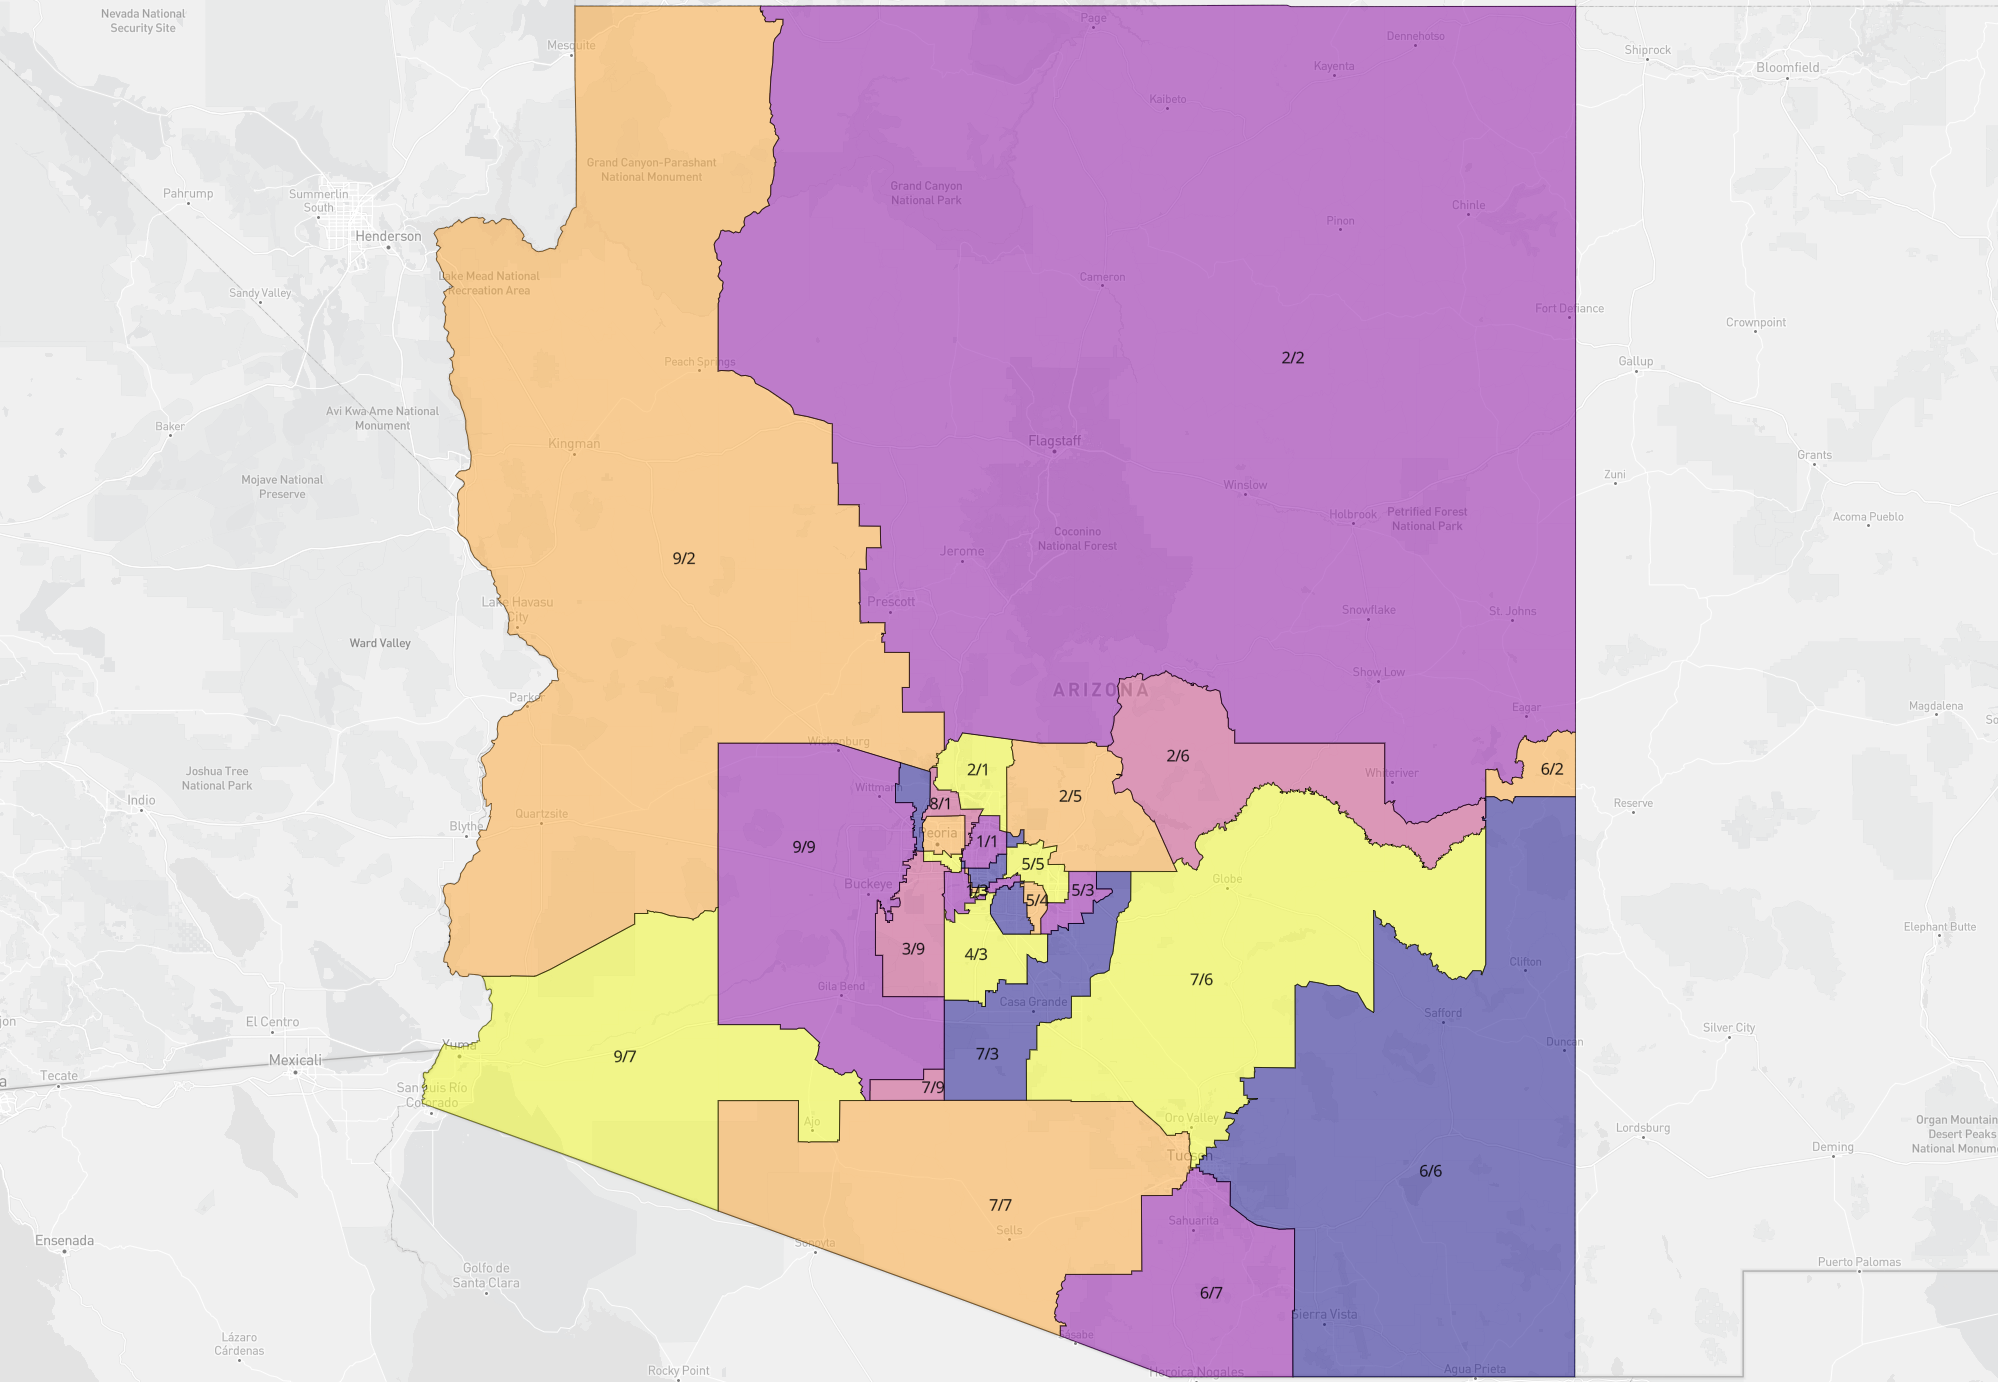 Nevada National
Security Site
Mesquite
Page
Dennehotso
Shiprock
Bloomfield
Kayenta
Kaibeto
Pahrump
Summerlin
South
Grand Canyon-Parashant
National Monument
Grand Canyon
National Park
Chinle
Pinon
Henderson
Lake Mead National
Recreation Area
Cameron
Sandy Valley
Fort Defiance
Crownpoint
Peach Springs
2/2
Gallup
Avi Kwa Ame National
Monument
Baker
Kingman
Flagstaff
Grants
Zuni
Mojave National
Preserve
Winslow
Holbrook
Petrified Forest
National Park
Acoma Pueblo
Coconino
National Forest
Jerome
9/2
Lake Havasu
City
Prescott
Snowflake
St. Johns
Ward Valley
Show Low
ARIZONA
Parker
Eagar
Magdalena
Wickenburg
2/1
2/6
6/2
Joshua Tree
National Park
Wittmann
2/5
Whiteriver
Indio
8/1
Reserve
Quartzsite
Blythe
Peoria
1/1
9/9
5/5
Globe
Buckeye
5/3
5/4
Elephant Butte
3/9
4/3
Clifton
7/6
Gila Bend
Casa Grande
Safford
El Centro
Silver City
Duncan
Yuma
9/7
7/3
Mexicali
Tecate
7/9
San Luis Río
Colorado
Ajo
Oro Valley
Lordsburg
Organ Mountain
Desert Peaks
National Monume
Deming
Tucson
6/6
7/7
Sahuarita
Sells
Ensenada
Sonoyta
Puerto Palomas
Golfo de
Santa Clara
6/7
Sierra Vista
Sásabe
Lázaro
Cárdenas
Rocky Point
Heroica Nogales
Agua Prieta